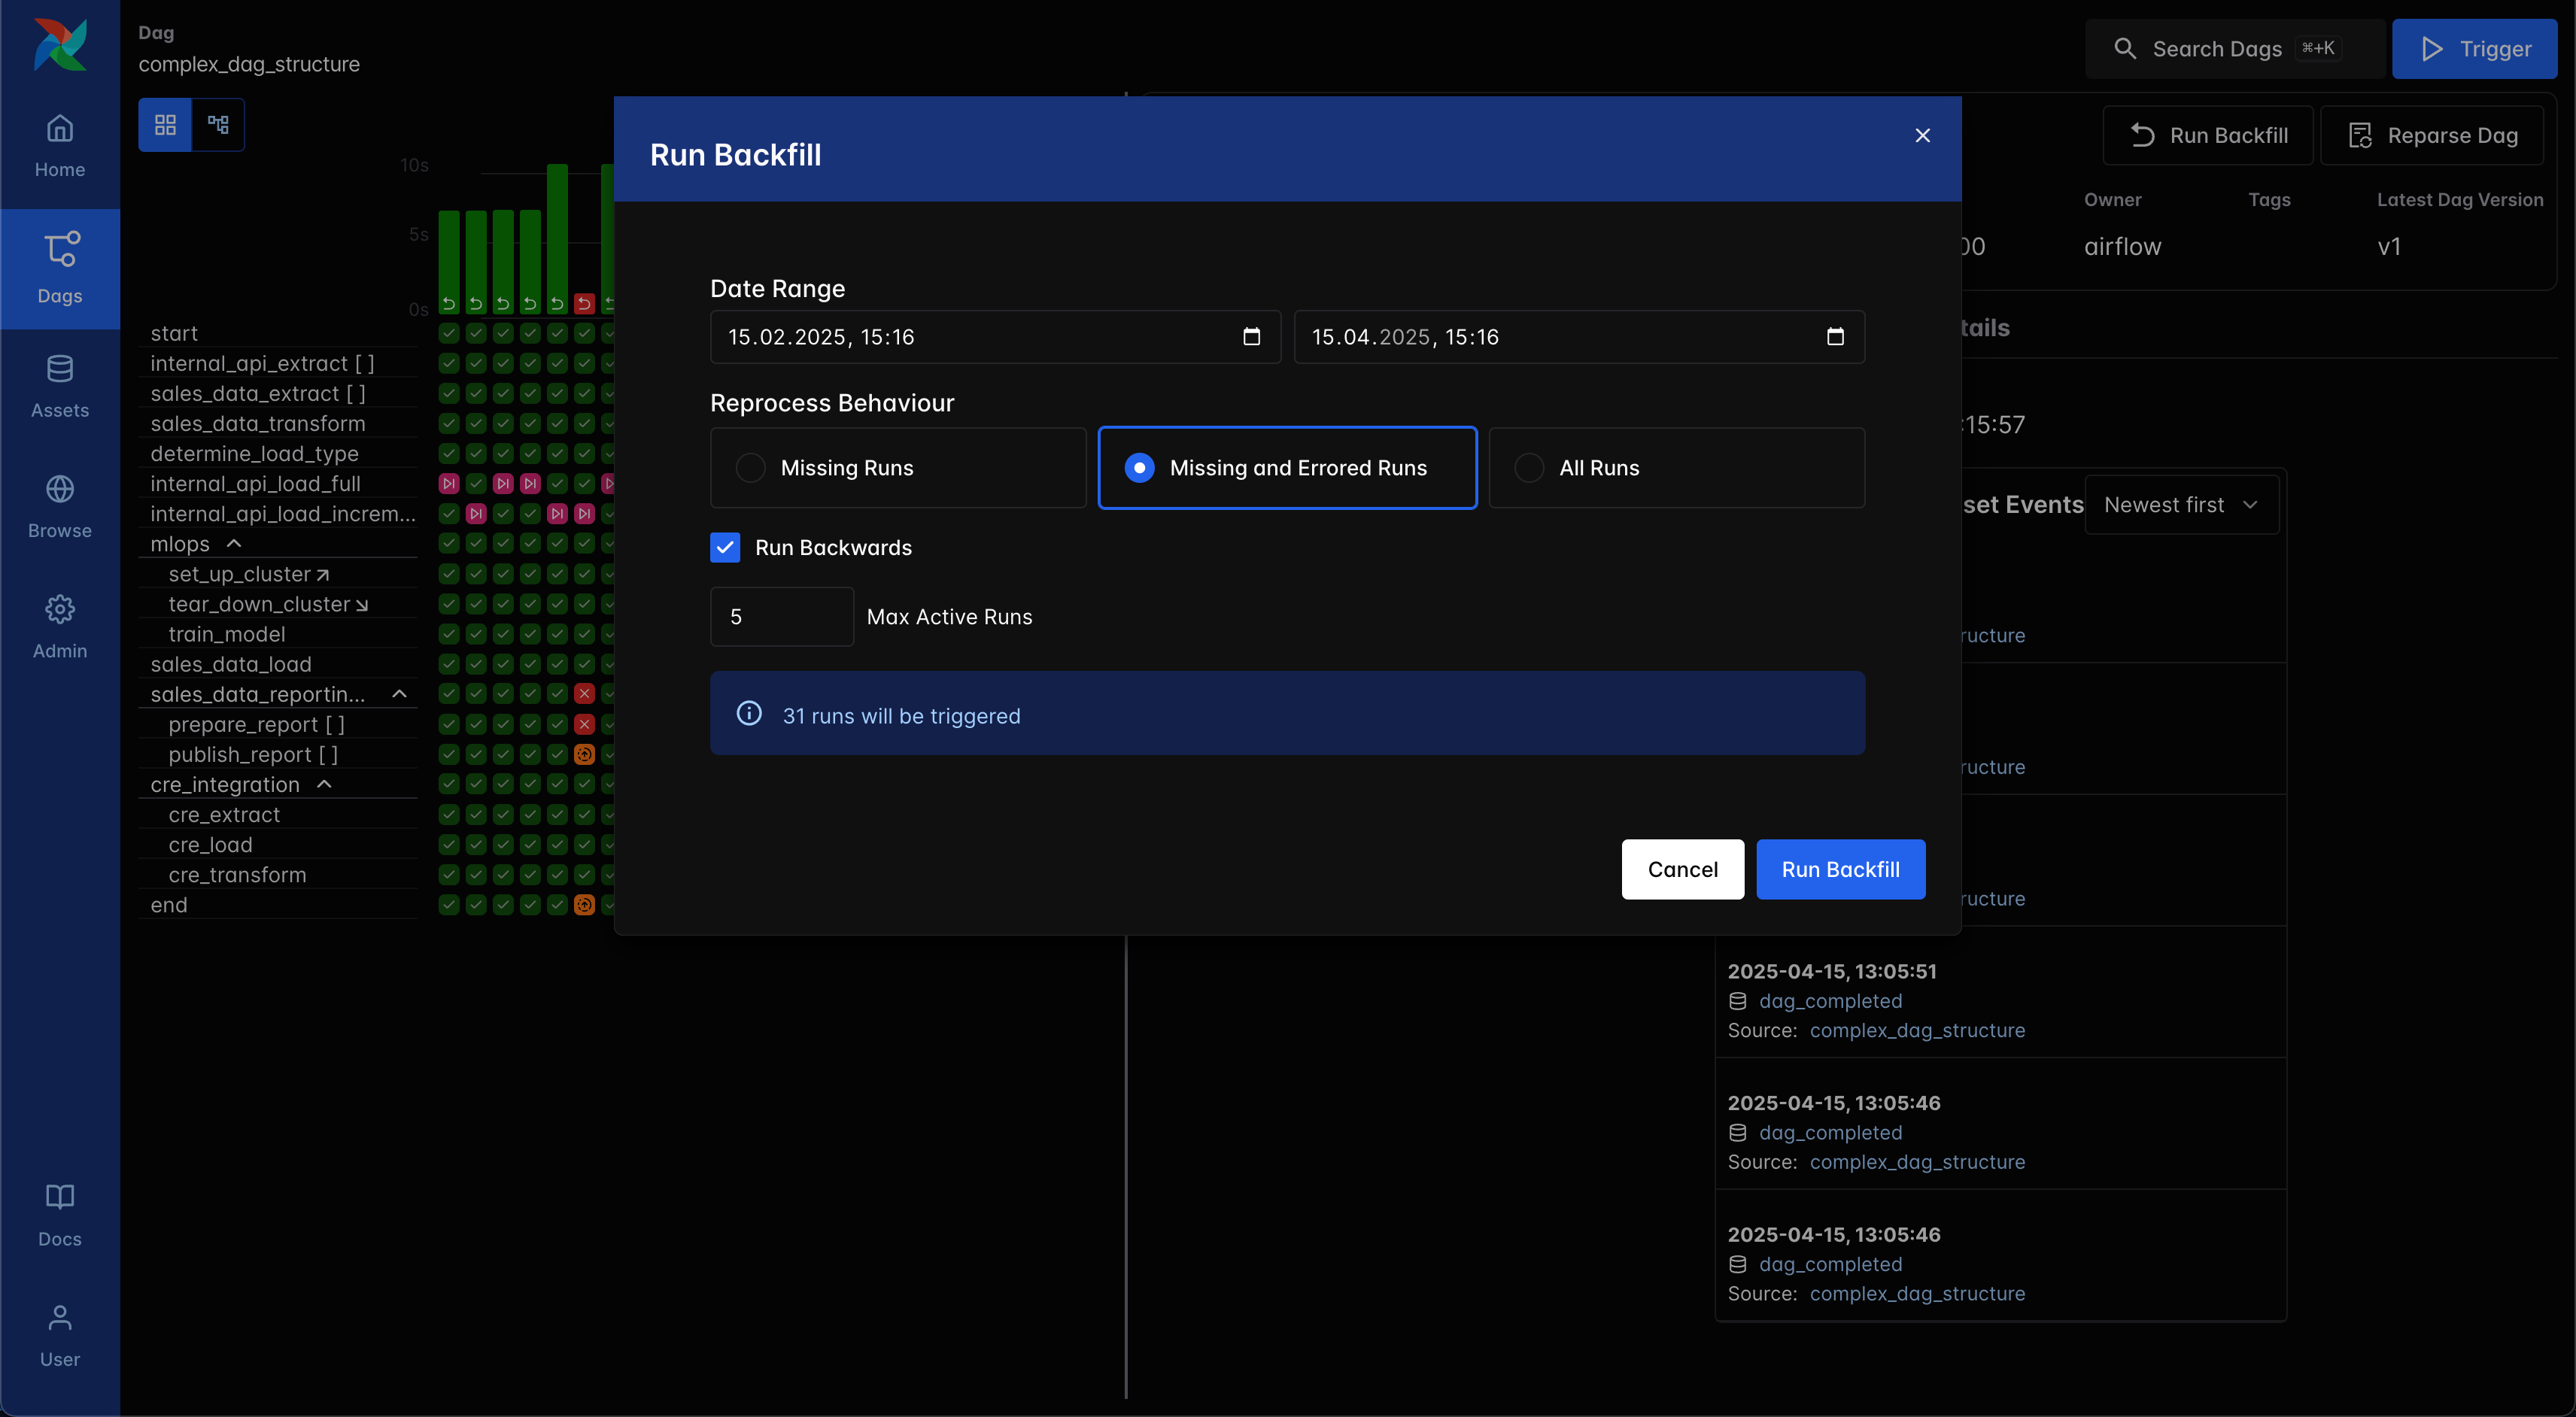 Dag
complex_dag_structure
Search Dags ⌘+K
Trigger
Home
Dags
Assets
Browse
Admin
Docs
User
10s
5s
0s
start
internal_api_extract [ ]
sales_data_extract [ ]
sales_data_transform
determine_load_type
internal_api_load_full
internal_api_load_increm...
mlops
set_up_cluster
tear_down_cluster
train_model
sales_data_load
sales_data_reportin...
prepare_report [ ]
publish_report [ ]
cre_integration
cre_extract
cre_load
cre_transform
end
Run Backfill
Date Range
15.02.2025, 15:16
15.04.2025, 15:16
Reprocess Behaviour
Missing Runs
Missing and Errored Runs
All Runs
Run Backwards
5 Max Active Runs
31 runs will be triggered
Cancel
Run Backfill
Run Backfill
Reparse Dag
Owner
Tags
Latest Dag Version
00
airflow
v1
tails
:15:57
set Events
Newest first
ructure
ructure
ructure
2025-04-15, 13:05:51
dag_completed
Source: complex_dag_structure
2025-04-15, 13:05:46
dag_completed
Source: complex_dag_structure
2025-04-15, 13:05:46
dag_completed
Source: complex_dag_structure